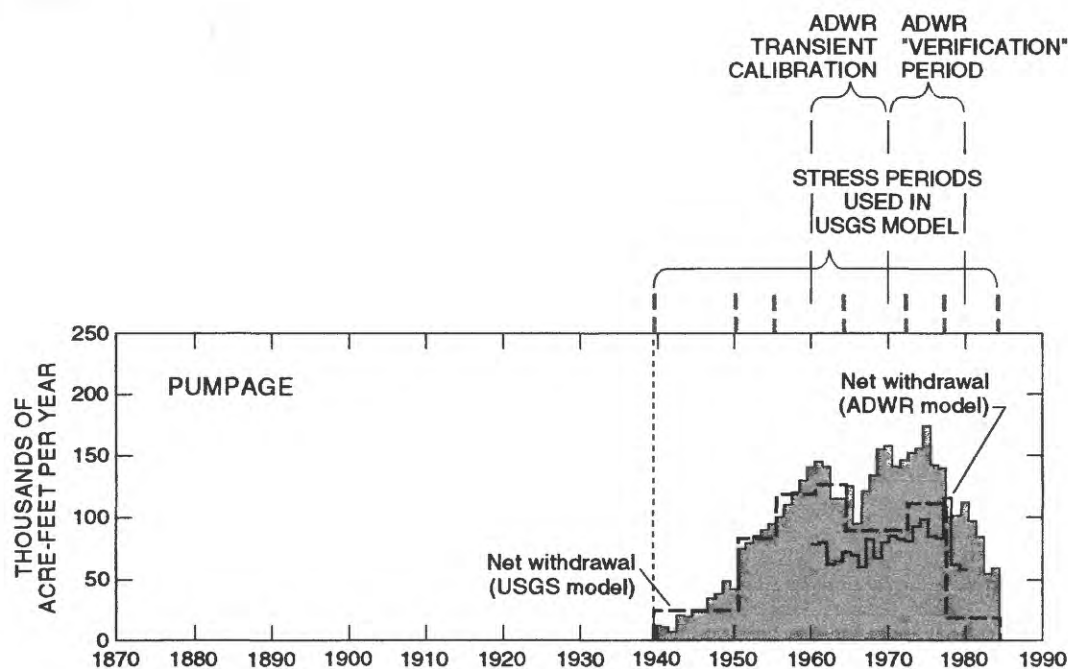 ADWR
TRANSIENT
CALIBRATION
ADWR
"VERIFICATION"
PERIOD
STRESS PERIODS
USED IN
USGS MODEL
THOUSANDS OF
ACRE-FEET PER YEAR
250
200
150
100
50
0
PUMPAGE
Net withdrawal
(ADWR model)
Net withdrawal
(USGS model)
1870 1880 1890 1900 1910 1920 1930 1940 1950 1960 1970 1980 1990